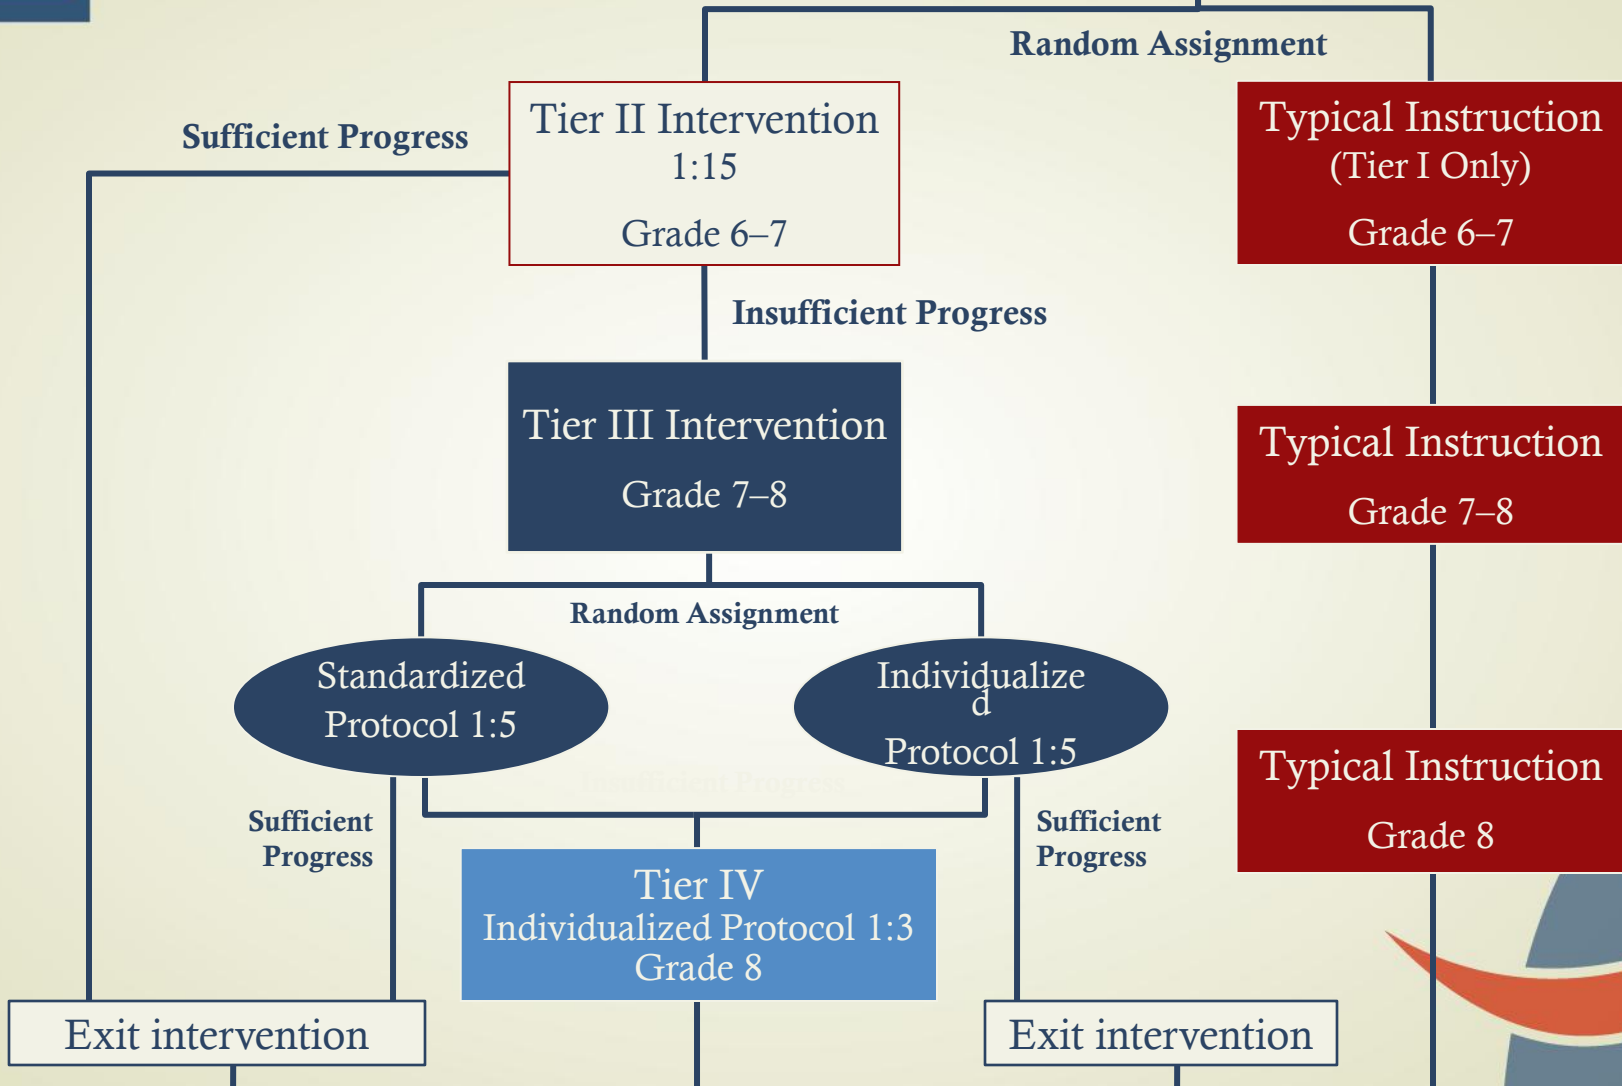 Random Assignment
Sufficient Progress
Tier II Intervention
1:15
Grade 6–7
Typical Instruction
(Tier I Only)
Grade 6–7
Insufficient Progress
Tier III Intervention
Grade 7–8
Typical Instruction
Grade 7–8
Random Assignment
Standardized
Protocol 1:5
Individualize
d
Protocol 1:5
Insufficient Progress
Typical Instruction
Grade 8
Sufficient
Progress
Sufficient
Progress
Tier IV
Individualized Protocol 1:3
Grade 8
Exit intervention
Exit intervention